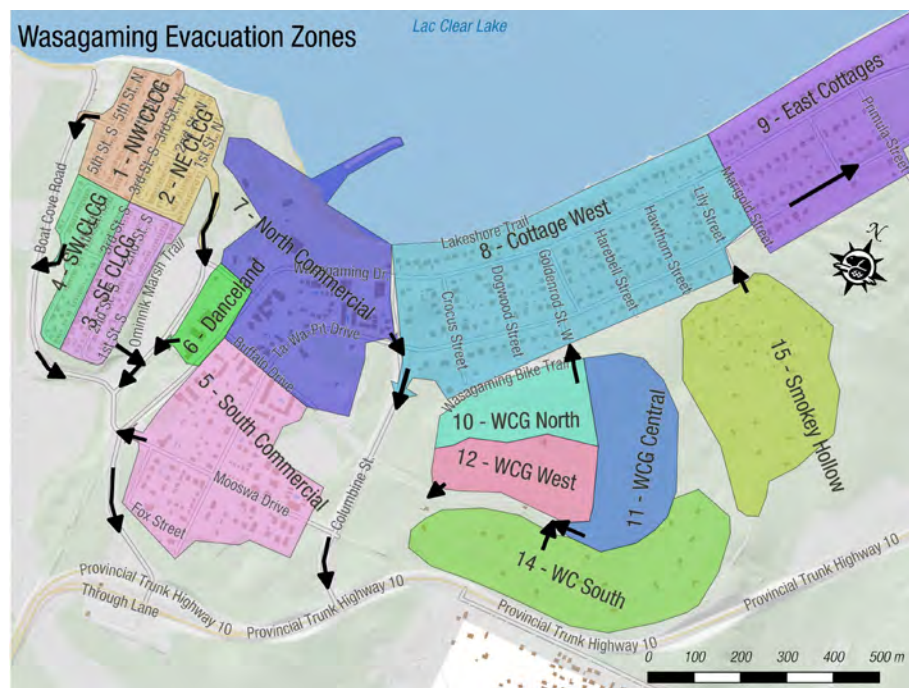 Wasagaming Evacuation Zones
Lac Clear Lake
5th St. N
5th St. S
1 - NW CLCG
3rd St. N
3rd St. S
2 - NE CLCG
2nd St. N
1st St. N
Boat Cove Road
4 - SW CLCG
3rd St. S
3 - SE CLCG
1st St. S
Ominnik Marsh Trail
7 - North Commercial
Wasagaming Dr
Ta-Wa-Pit Drive
6 - Danceland
Buffalo Drive
5 - South Commercial
Mooswa Drive
Fox Street
Columbine St.
Lakeshore Trail
8 - Cottage West
Crocus Street
Dogwood Street
Goldenrod St. W
Harebell Street
Hawthorn Street
Lily Street
Marigold Street
9 - East Cottages
Primula Street
N
Wasagaming Bike Trail
10 - WCG North
12 - WCG West
11 - WCG Central
14 - WC South
15 - Smokey Hollow
Provincial Trunk Highway 10
Through Lane
Provincial Trunk Highway 10
Provincial Trunk Highway 10
0 100 200 300 400 500 m